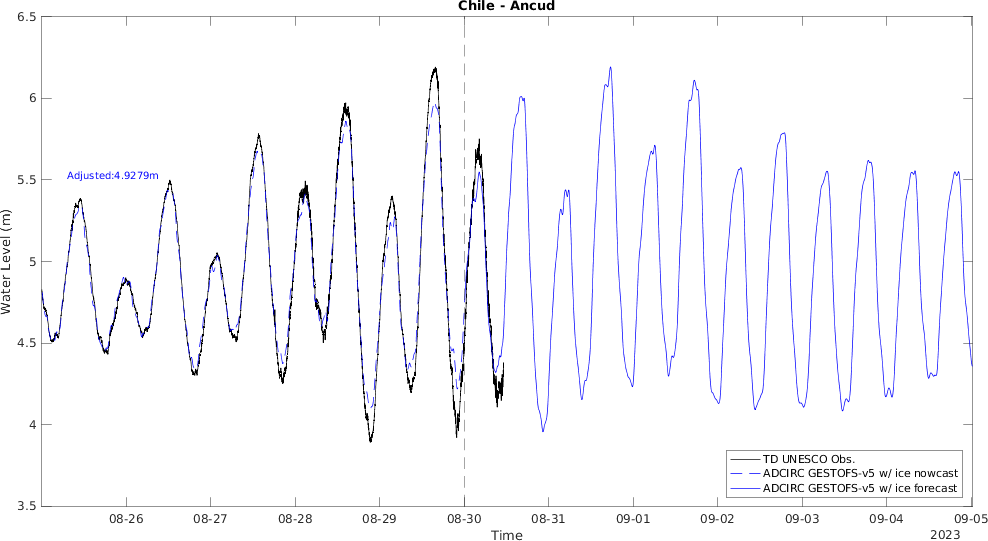 Chile - Ancud
6.5
6
5.5
5
4.5
4
3.5
Water Level (m)
Adjusted:4.9279m
TD UNESCO Obs.
ADCIRC GESTOFS-v5 w/ ice nowcast
ADCIRC GESTOFS-v5 w/ ice forecast
08-26 08-27 08-28 08-29 08-30 08-31 09-01 09-02 09-03 09-04 09-05
Time
2023